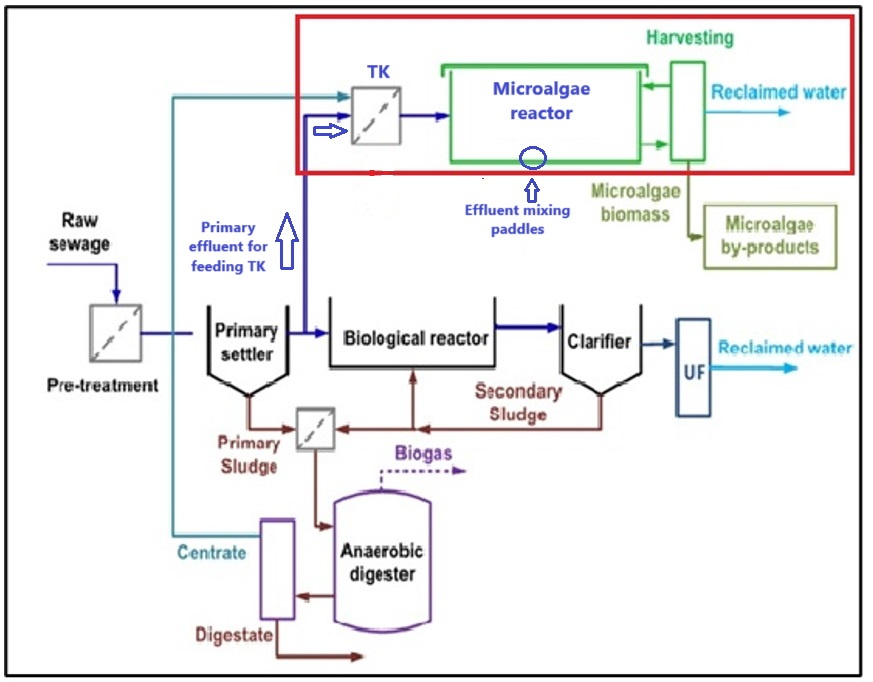 Harvesting
TK
Microalgae
reactor
Reclaimed water
Microalgae
biomass
Effluent mixing
paddles
Microalgae
by-products
Primary
effluent for
feeding TK
Raw
sewage
Pre-treatment
Primary
settler
Biological reactor
Clarifier
UF
Reclaimed water
Secondary
Sludge
Primary
Sludge
Biogas
Centrate
Anaerobic
digester
Digestate